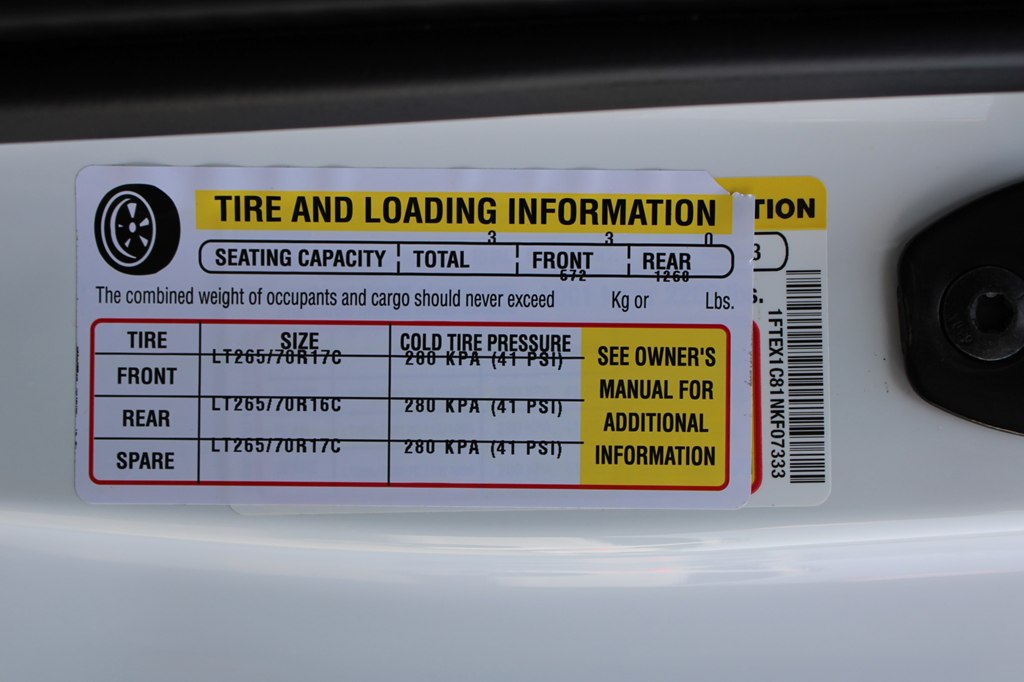 TIRE AND LOADING INFORMATION
TION
3 3 0
SEATING CAPACITY TOTAL FRONT REAR
3
572 1260
The combined weight of occupants and cargo should never exceed Kg or Lbs.
S.
TIRE SIZE COLD TIRE PRESSURE
FRONT LT265/70R17C 280 KPA (41 PSI)
REAR LT265/70R16C 280 KPA (41 PSI)
SPARE LT265/70R17C 280 KPA (41 PSI)
SEE OWNER'S
MANUAL FOR
ADDITIONAL
INFORMATION
1FTEX1C81NKF07333